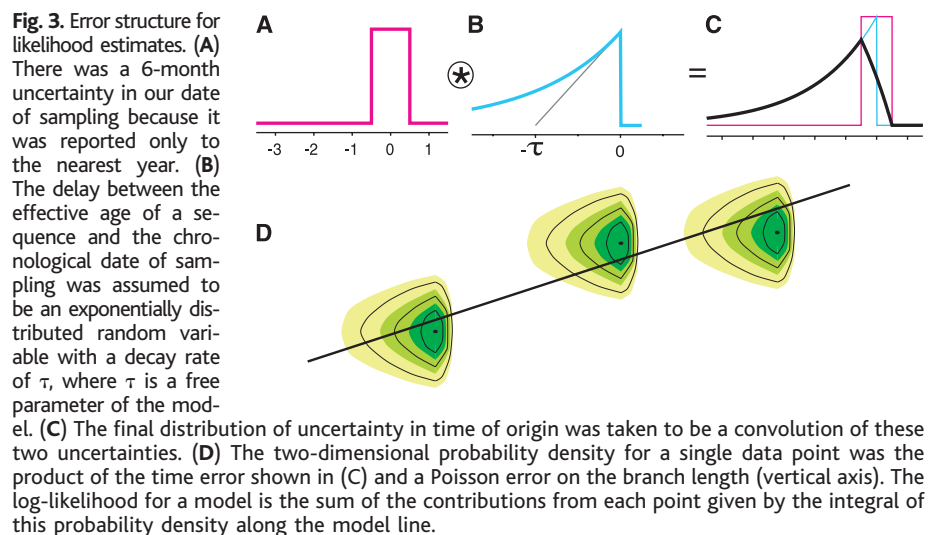 Fig. 3. Error structure for
likelihood estimates. (A)
There was a 6-month
uncertainty in our date
of sampling because it
was reported only to
the nearest year. (B)
The delay between the
effective age of a se-
quence and the chro-
nological date of sam-
pling was assumed to
be an exponentially dis-
tributed random vari-
able with a decay rate
of τ, where τ is a free
parameter of the mod-
el. (C) The final distribution of uncertainty in time of origin was taken to be a convolution of these
two uncertainties. (D) The two-dimensional probability density for a single data point was the
product of the time error shown in (C) and a Poisson error on the branch length (vertical axis). The
log-likelihood for a model is the sum of the contributions from each point given by the integral of
this probability density along the model line.
A
-3 -2 -1 0 1
⊛
B
-τ 0
=
C
D